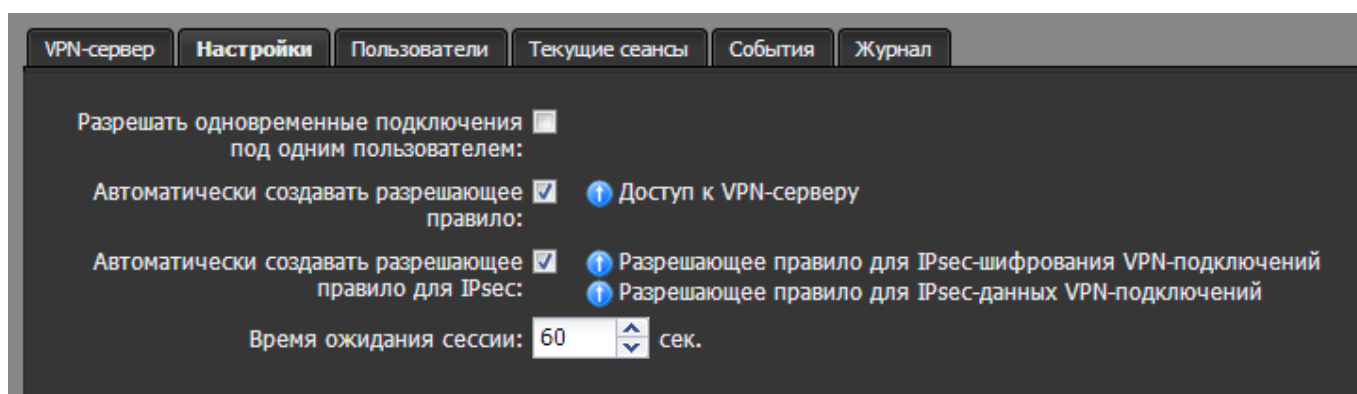 VPN-сервер Настройки Пользователи Текущие сеансы События Журнал
Разрешать одновременные подключения
под одним пользователем:
Автоматически создавать разрешающее Доступ к VPN-серверу
правило:
Автоматически создавать разрешающее Разрешающее правило для IPsec-шифрования VPN-подключений
правило для IPsec: Разрешающее правило для IPsec-данных VPN-подключений
Время ожидания сессии: 60 сек.